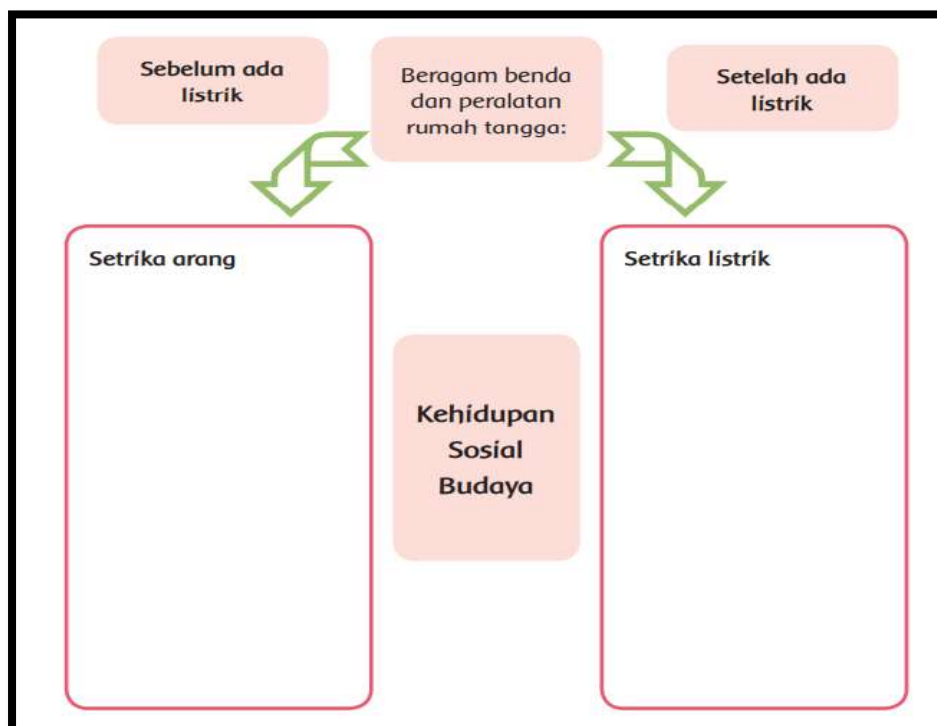 Sebelum ada
listrik
Beragam benda
dan peralatan
rumah tangga:
Setelah ada
listrik
Setrika arang
Setrika listrik
Kehidupan
Sosial
Budaya